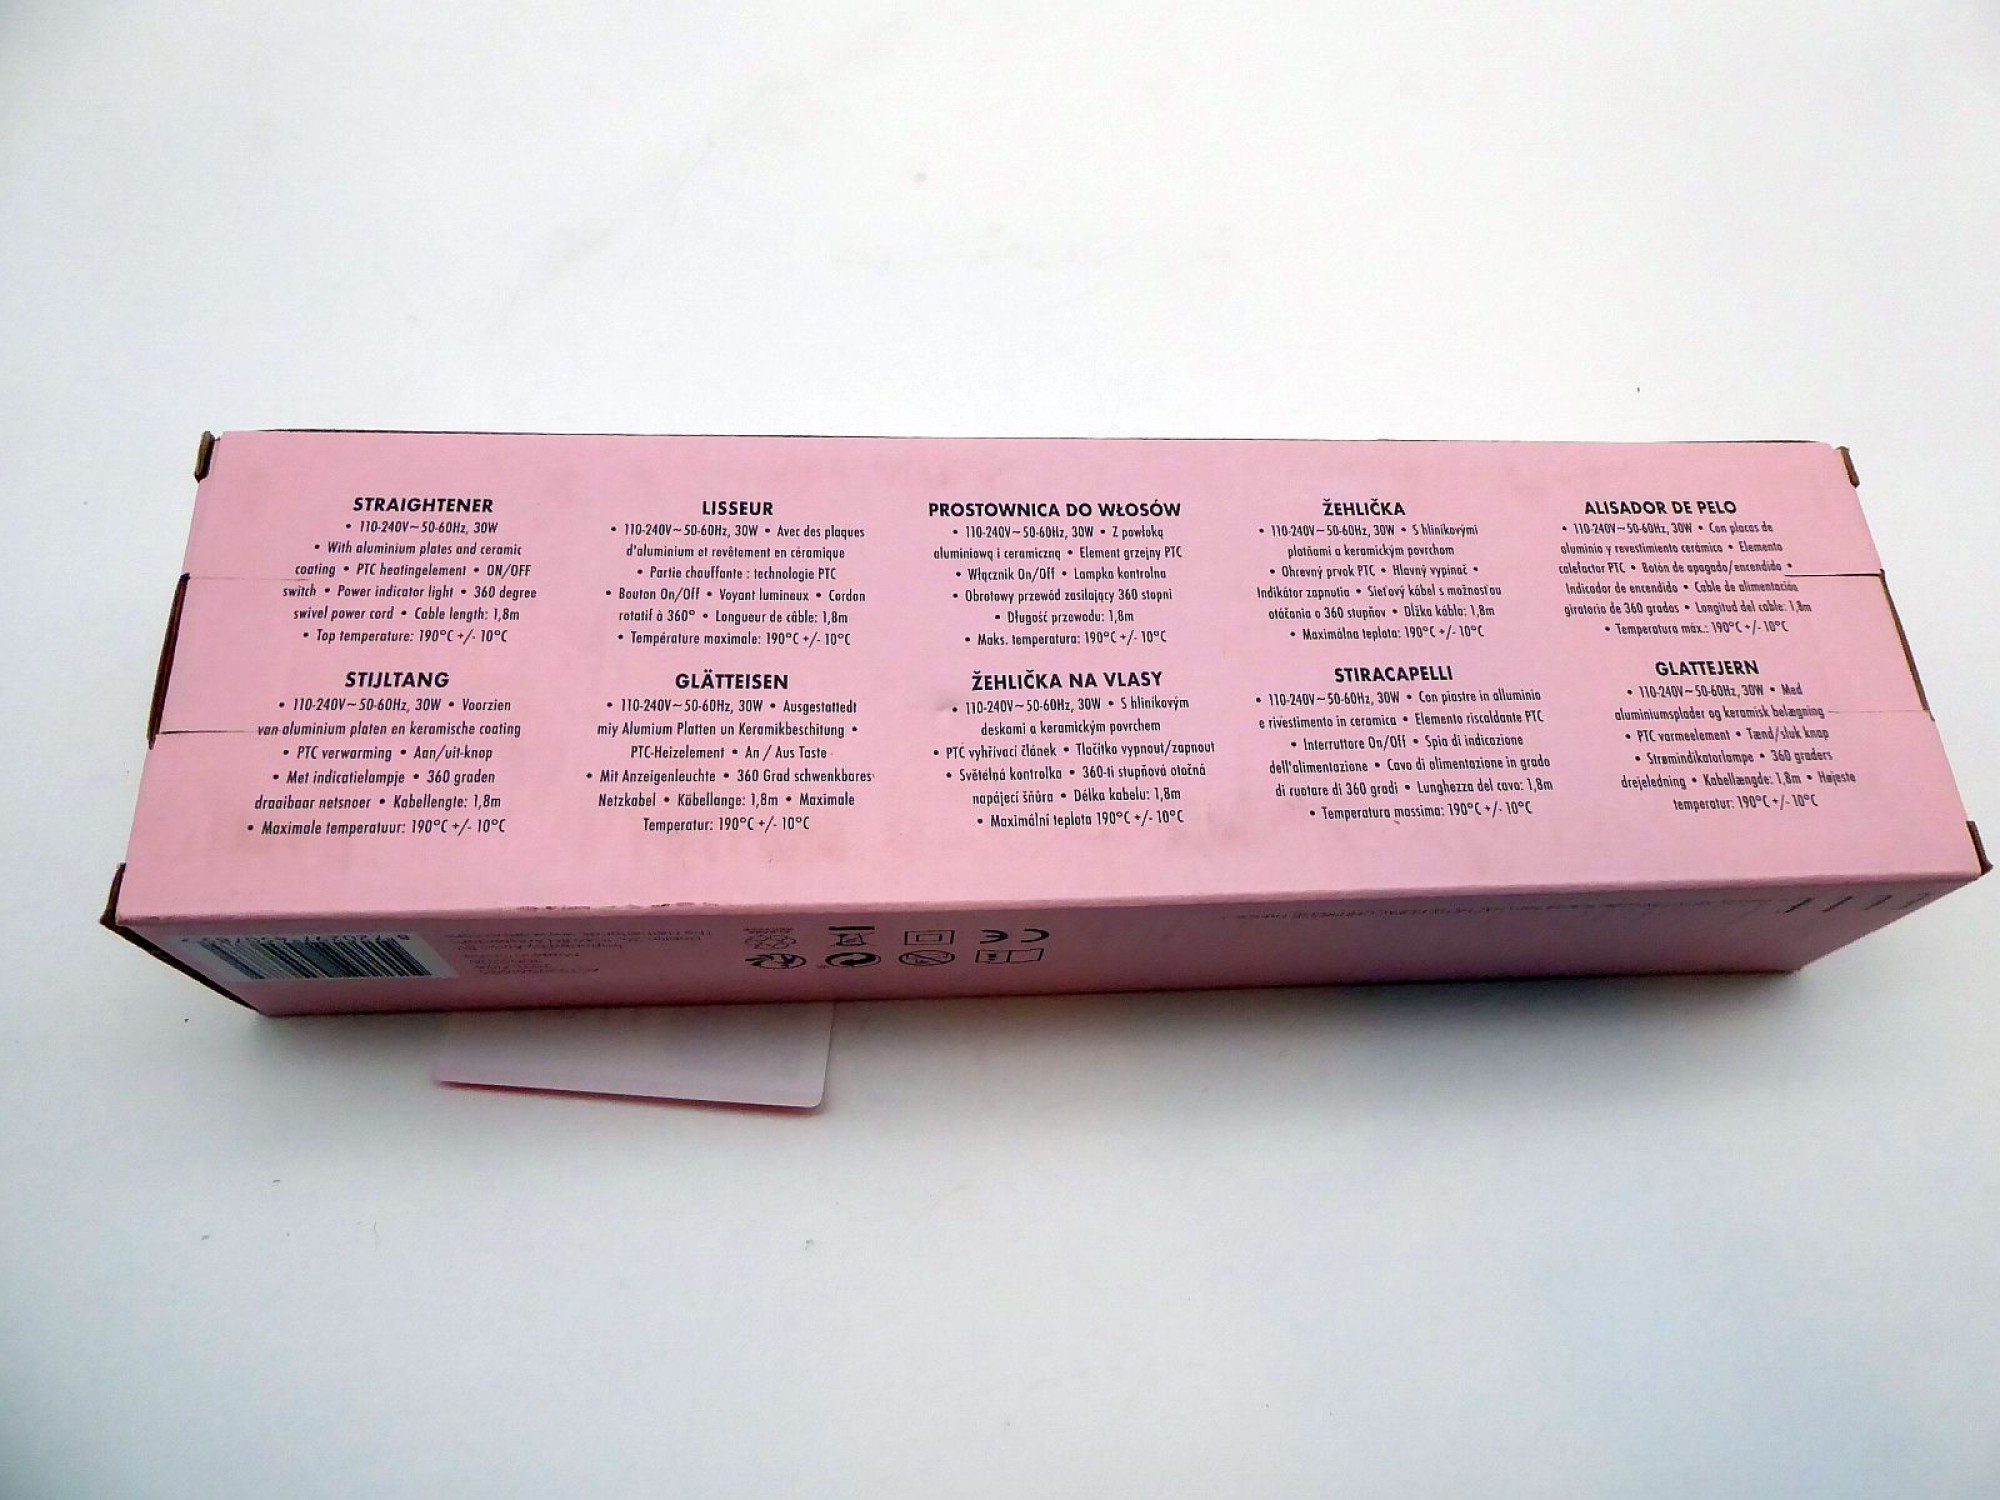 STRAIGHTENER
• 110-240V~50-60Hz, 30W
• With aluminium plates and ceramic
coating • PTC heatingelement • ON/OFF
switch • Power indicator light • 360 degree
swivel power cord • Cable length: 1,8m
• Top temperature: 190°C +/- 10°C
LISSEUR
• 110-240V~50-60Hz, 30W • Avec des plaques
d'aluminium et revêtement en céramique
• Partie chauffante : technologie PTC
• Bouton On/Off • Voyant lumineux • Cordon
rotatif à 360° • Longueur de câble: 1,8m
• Température maximale: 190°C +/- 10°C
PROSTOWNICA DO WŁOSÓW
• 110-240V~50-60Hz, 30W • Z powłoką
aluminiową i ceramiczną • Element grzejny PTC
• Włącznik On/Off • Lampka kontrolna
• Obrotowy przewód zasilający 360 stopni
• Długość przewodu: 1,8m
• Maks. temperatura: 190°C +/- 10°C
ŽEHLIČKA
• 110-240V~50-60Hz, 30W • S hliníkovými
platňami a keramickým povrchom
• Ohrevný prvok PTC • Hlavný vypínač •
Indikátor zapnutia • Sieťový kábel s možnosťou
otáčania o 360 stupňov • Dĺžka kábla: 1,8m
• Maximálna teplota: 190°C +/- 10°C
ALISADOR DE PELO
• 110-240V~50-60Hz, 30W • Con placas de
aluminio y revestimiento cerámico • Elemento
calefactor PTC • Botón de apagado/encendido •
Indicador de encendido • Cable de alimentación
giratorio de 360 grados • Longitud del cable: 1,8m
• Temperatura máx.: 190°C +/- 10°C
STIJLTANG
• 110-240V~50-60Hz, 30W • Voorzien
van aluminium platen en keramische coating
• PTC verwarming • Aan/uit-knop
• Met indicatielampje • 360 graden
draaibaar netsnoer • Kabellengte: 1,8m
• Maximale temperatuur: 190°C +/- 10°C
GLÄTTEISEN
• 110-240V~50-60Hz, 30W • Ausgestattedt
miy Alumium Platten un Keramikbeschitung •
PTC-Heizelement • An / Aus Taste
• Mit Anzeigenleuchte • 360 Grad schwenkbares
Netzkabel • Käbellange: 1,8m • Maximale
Temperatur: 190°C +/- 10°C
ŽEHLIČKA NA VLASY
• 110-240V~50-60Hz, 30W • S hliníkovým
deskami a keramickým povrchem
• PTC vyhřívací článek • Tlačítko vypnout/zapnout
• Světelná kontrolka • 360-ti stupňová otočná
napájecí šňůra • Délka kabelu: 1,8m
• Maximální teplota 190°C +/- 10°C
STIRACAPELLI
• 110-240V~50-60Hz, 30W • Con piastre in alluminio
e rivestimento in ceramica • Elemento riscaldante PTC
• Interruttore On/Off • Spia di indicazione
dell'alimentazione • Cavo di alimentazione in grado
di ruotare di 360 gradi • Lunghezza del cavo: 1,8m
• Temperatura massima: 190°C +/- 10°C
GLATTEJERN
• 110-240V~50-60Hz, 30W • Med
aluminiumsplader og keramisk belægning
• PTC varmeelement • Tænd/sluk knap
• Strømindikatorlampe • 360 graders
drejeledning • Kabellængde: 1,8m • Højeste
temperatur: 190°C +/- 10°C
CE